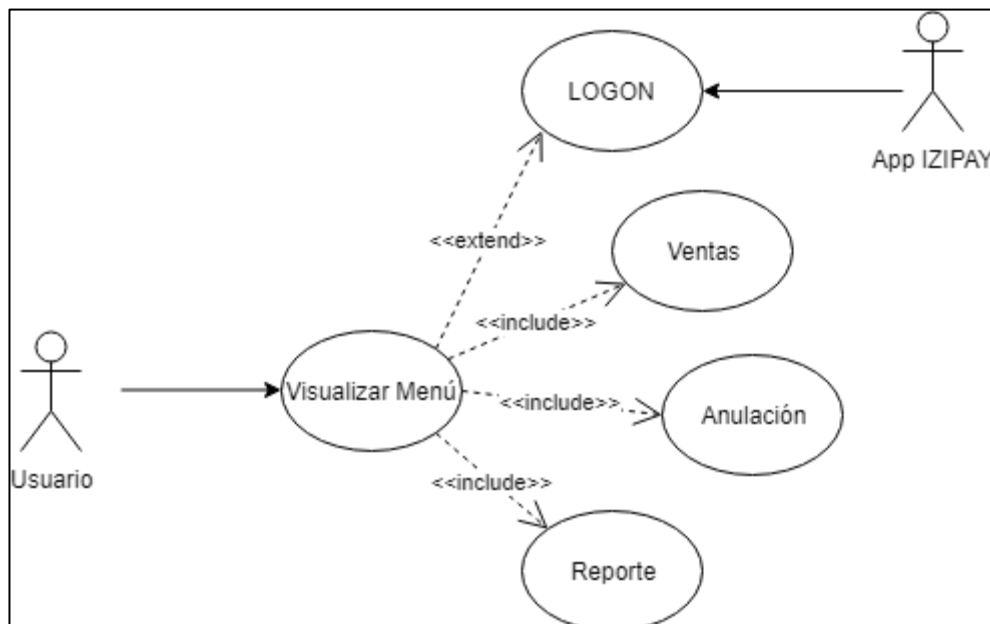 LOGON
App IZIPAY
<<extend>>
Ventas
<<include>>
Visualizar Menú
<<include>>
Anulación
Usuario
<<include>>
Reporte